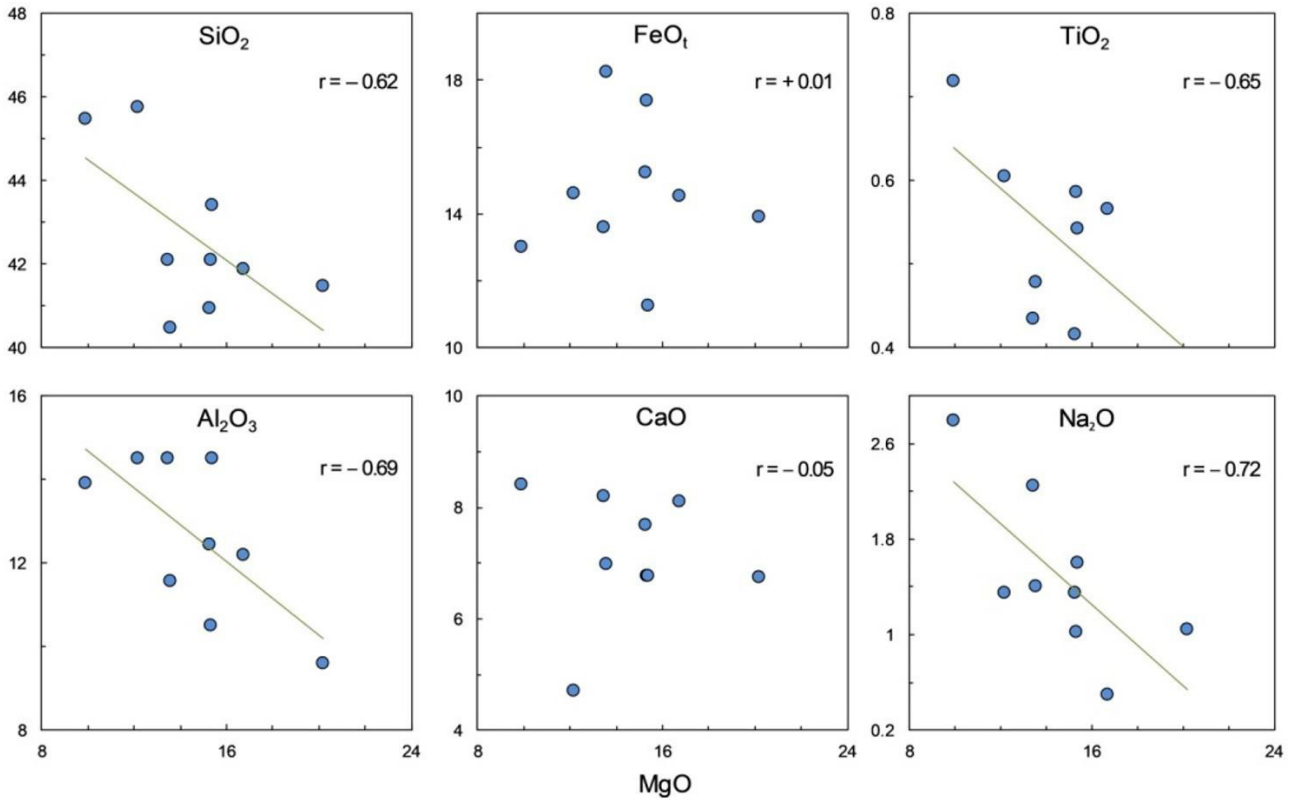 SiO₂
r = – 0.62
48
46
44
42
40
FeOₜ
r = + 0.01
18
14
10
TiO₂
r = – 0.65
0.8
0.6
0.4
Al₂O₃
r = – 0.69
16
12
8
8 16 24
CaO
r = – 0.05
10
8
6
4
8 16 24
Na₂O
r = – 0.72
2.6
1.8
1
0.2
8 16 24
MgO